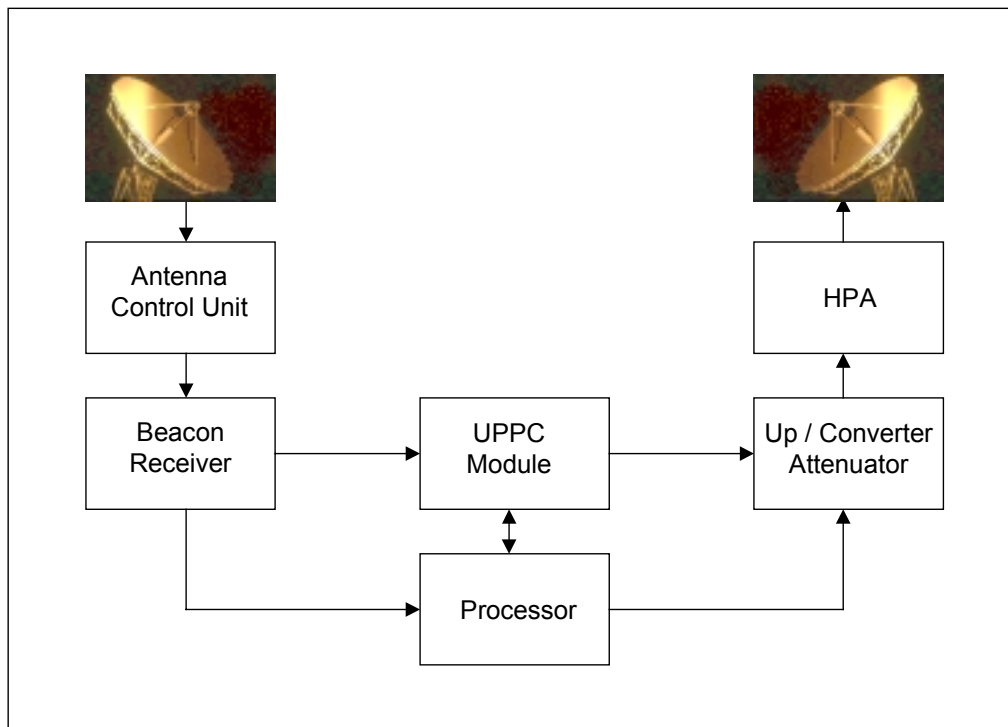 Antenna
Control Unit
HPA
Beacon
Receiver
UPPC
Module
Up / Converter
Attenuator
Processor